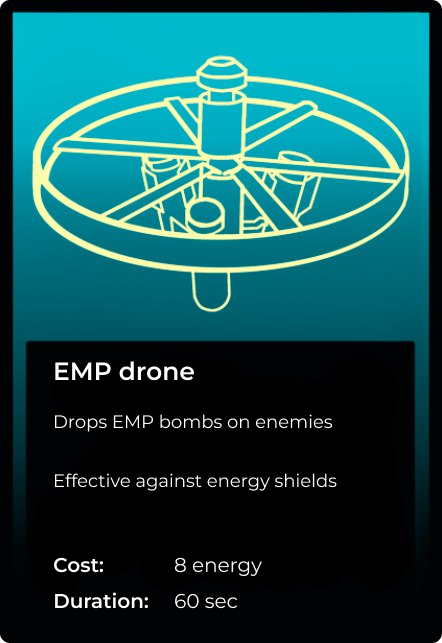 EMP drone
Drops EMP bombs on enemies
Effective against energy shields
Cost: 8 energy
Duration: 60 sec